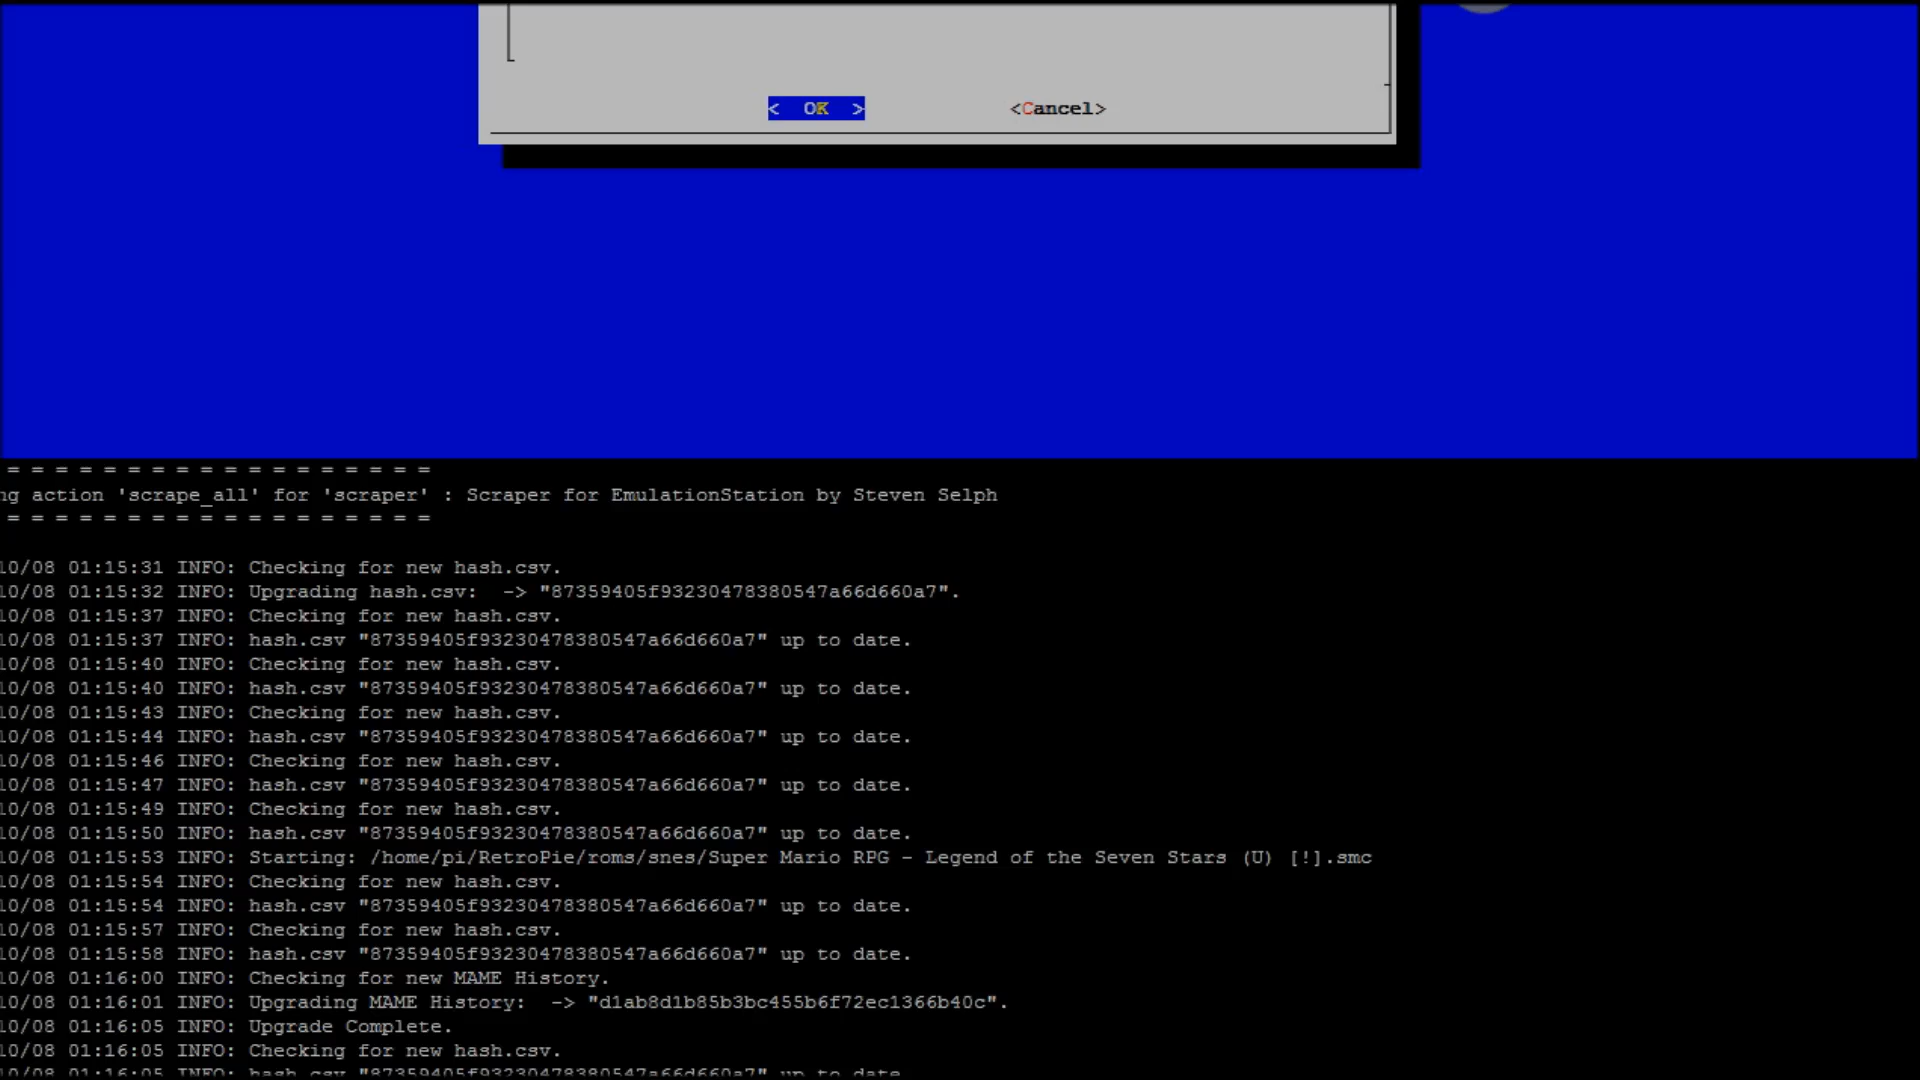 < OK > <Cancel>
= = = = = = = = = = = = = = = = = =
ng action 'scrape_all' for 'scraper' : Scraper for EmulationStation by Steven Selph
= = = = = = = = = = = = = = = = = =
10/08 01:15:31 INFO: Checking for new hash.csv.
10/08 01:15:32 INFO: Upgrading hash.csv:  -> "87359405f93230478380547a66d660a7".
10/08 01:15:37 INFO: Checking for new hash.csv.
10/08 01:15:37 INFO: hash.csv "87359405f93230478380547a66d660a7" up to date.
10/08 01:15:40 INFO: Checking for new hash.csv.
10/08 01:15:40 INFO: hash.csv "87359405f93230478380547a66d660a7" up to date.
10/08 01:15:43 INFO: Checking for new hash.csv.
10/08 01:15:44 INFO: hash.csv "87359405f93230478380547a66d660a7" up to date.
10/08 01:15:46 INFO: Checking for new hash.csv.
10/08 01:15:47 INFO: hash.csv "87359405f93230478380547a66d660a7" up to date.
10/08 01:15:49 INFO: Checking for new hash.csv.
10/08 01:15:50 INFO: hash.csv "87359405f93230478380547a66d660a7" up to date.
10/08 01:15:53 INFO: Starting: /home/pi/RetroPie/roms/snes/Super Mario RPG - Legend of the Seven Stars (U) [!].smc
10/08 01:15:54 INFO: Checking for new hash.csv.
10/08 01:15:54 INFO: hash.csv "87359405f93230478380547a66d660a7" up to date.
10/08 01:15:57 INFO: Checking for new hash.csv.
10/08 01:15:58 INFO: hash.csv "87359405f93230478380547a66d660a7" up to date.
10/08 01:16:00 INFO: Checking for new MAME History.
10/08 01:16:01 INFO: Upgrading MAME History:  -> "d1ab8d1b85b3bc455b6f72ec1366b40c".
10/08 01:16:05 INFO: Upgrade Complete.
10/08 01:16:05 INFO: Checking for new hash.csv.
10/08 01:16:05 INFO: hash.csv "87359405f93230478380547a66d660a7" up to date.